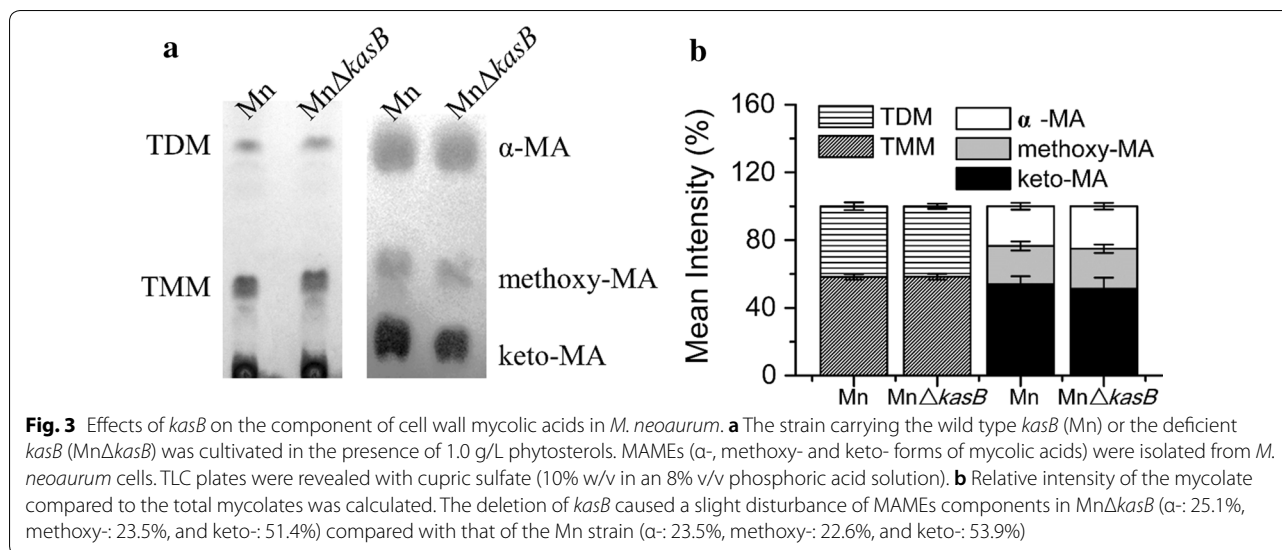 a
Mn
MnΔkasB
Mn
MnΔkasB
TDM
TMM
α-MA
methoxy-MA
keto-MA
b
Mean Intensity (%)
160
120
80
40
0
TDM
TMM
α -MA
methoxy-MA
keto-MA
Mn MnΔkasB Mn MnΔkasB
Fig. 3 Effects of kasB on the component of cell wall mycolic acids in M. neoaurum. a The strain carrying the wild type kasB (Mn) or the deficient
kasB (MnΔkasB) was cultivated in the presence of 1.0 g/L phytosterols. MAMEs (α-, methoxy- and keto- forms of mycolic acids) were isolated from M.
neoaurum cells. TLC plates were revealed with cupric sulfate (10% w/v in an 8% v/v phosphoric acid solution). b Relative intensity of the mycolate
compared to the total mycolates was calculated. The deletion of kasB caused a slight disturbance of MAMEs components in MnΔkasB (α-: 25.1%,
methoxy-: 23.5%, and keto-: 51.4%) compared with that of the Mn strain (α-: 23.5%, methoxy-: 22.6%, and keto-: 53.9%)